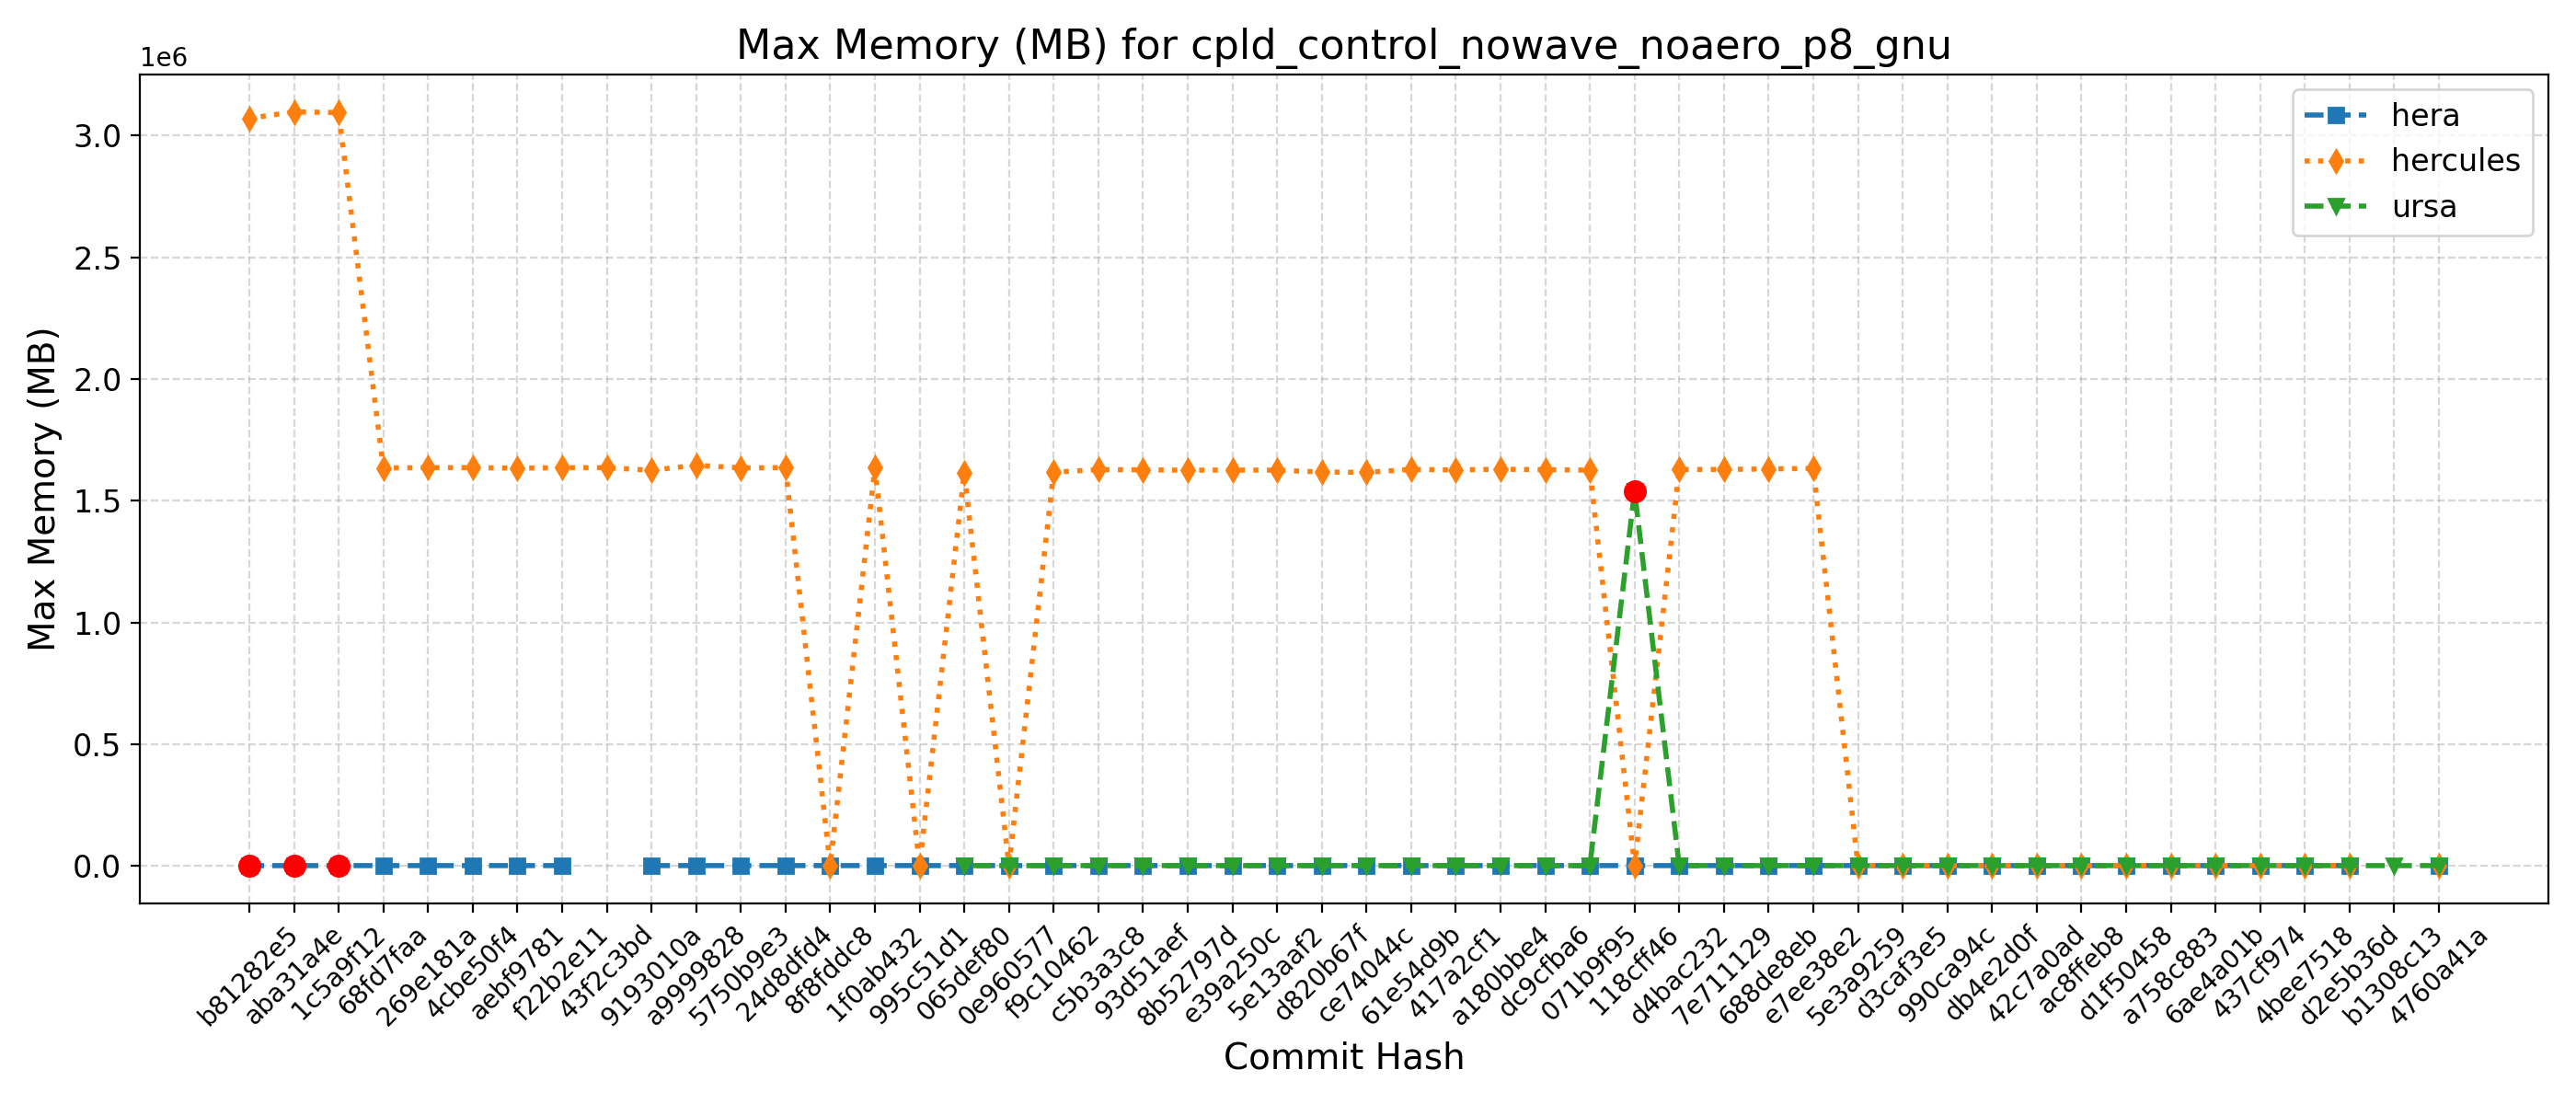 Max Memory (MB) for cpld_control_nowave_noaero_p8_gnu
1e6
3.0
2.5
2.0
1.5
1.0
0.5
0.0
Max Memory (MB)
hera
hercules
ursa
b81282e5
aba31a4e
1c5a9f12
68fd7faa
269e181a
4cbe50f4
aebf9781
f22b2e11
43f2c3bd
9193010a
a9999828
5750b9e3
24d8dfd4
8f8fddc8
1f0ab432
995c51d1
065def80
0e960577
f9c10462
c5b3a3c8
93d51aef
8b52797d
e39a250c
5e13aaf2
d820b67f
ce74044c
61e54d9b
417a2cf1
a180bbe4
dc9cfba6
071b9f95
118cff46
d4bac232
7e711129
688de8eb
e7ee38e2
5e3a9259
d3caf3e5
990ca94c
db4e2d0f
42c7a0ad
ac8ffeb8
d1f50458
a758c883
6ae4a01b
437cf974
4bee7518
d2e5b36d
b1308c13
4760a41a
Commit Hash